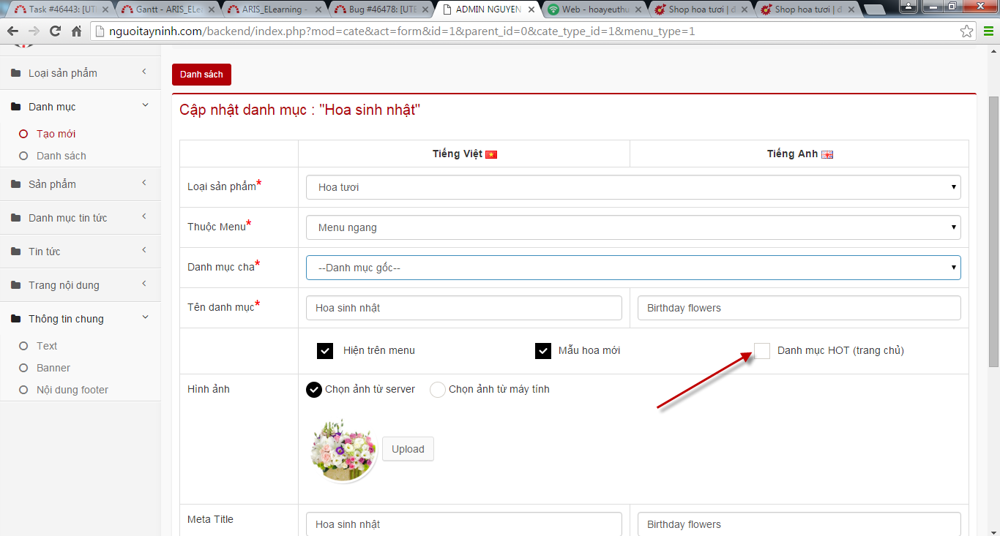 Task #46443: [UT
Gantt - ARIS_ELe
ARIS_ELearning -
Bug #46478: [UTE
ADMIN NGUYEN
Web - hoayeuthu
Shop hoa tươi | đ
Shop hoa tươi | đ
nguoitayninh.com/backend/index.php?mod=cate&act=form&id=1&parent_id=0&cate_type_id=1&menu_type=1
Loại sản phẩm
Danh mục
Tạo mới
Danh sách
Sản phẩm
Danh mục tin tức
Tin tức
Trang nội dung
Thông tin chung
Text
Banner
Nội dung footer
Danh sách
Cập nhật danh mục : "Hoa sinh nhật"
Tiếng Việt
Tiếng Anh
Loại sản phẩm*
Hoa tươi
Thuộc Menu*
Menu ngang
Danh mục cha*
--Danh mục gốc--
Tên danh mục*
Hoa sinh nhật
Birthday flowers
Hiện trên menu
Mẫu hoa mới
Danh mục HOT (trang chủ)
Hình ảnh
Chọn ảnh từ server
Chọn ảnh từ máy tính
Upload
Meta Title
Hoa sinh nhật
Birthday flowers